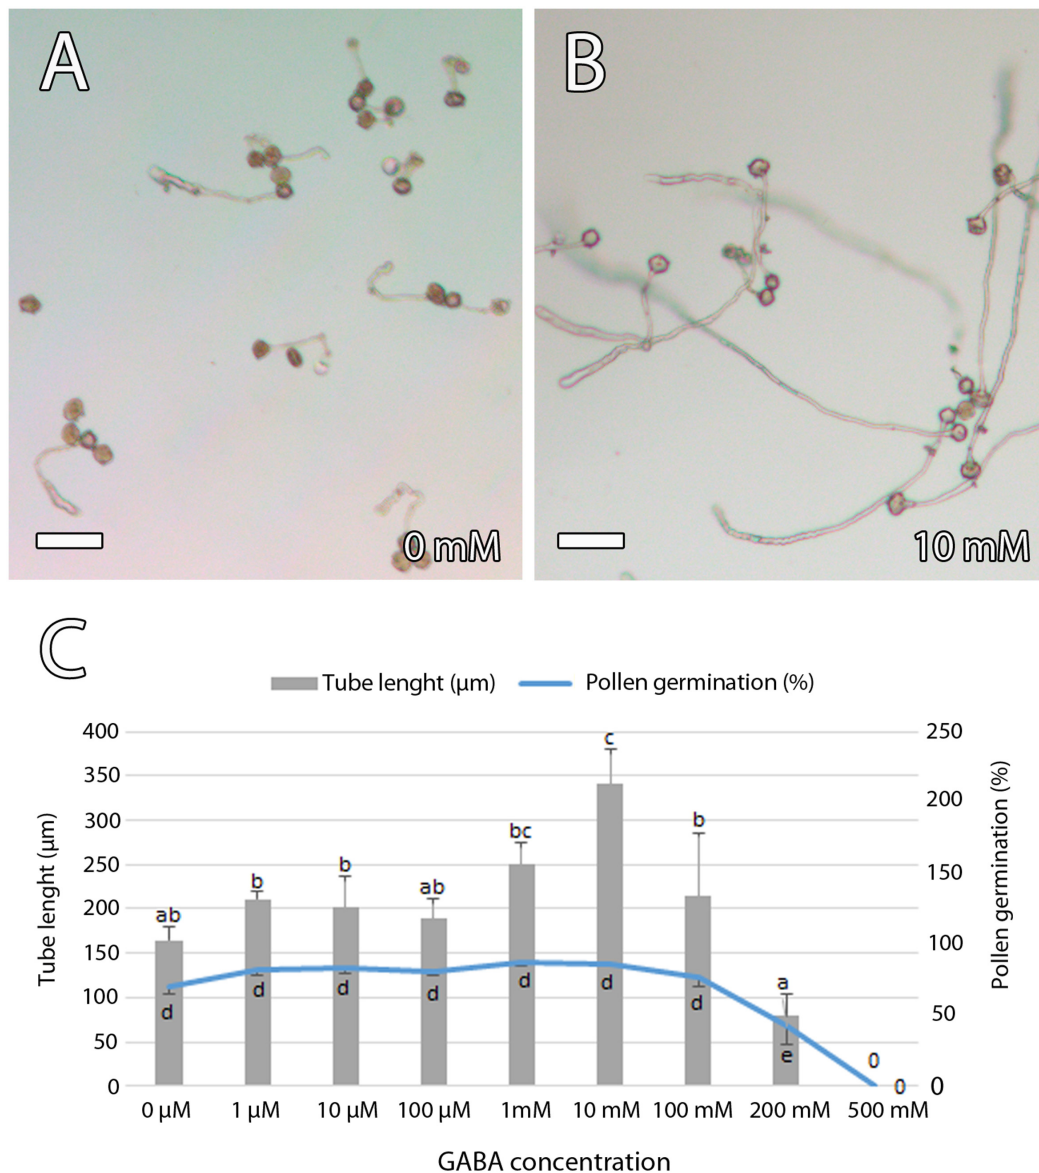 A
B
0 mM
10 mM
C
Tube lenght (µm)
Pollen germination (%)
400
350
300
250
200
150
100
50
0
250
200
150
100
50
0
Tube lenght (µm)
Pollen germination (%)
ab
b
b
ab
bc
c
b
a
0
d
d
d
d
d
d
d
e
0
0 µM
1 µM
10 µM
100 µM
1mM
10 mM
100 mM
200 mM
500 mM
GABA concentration